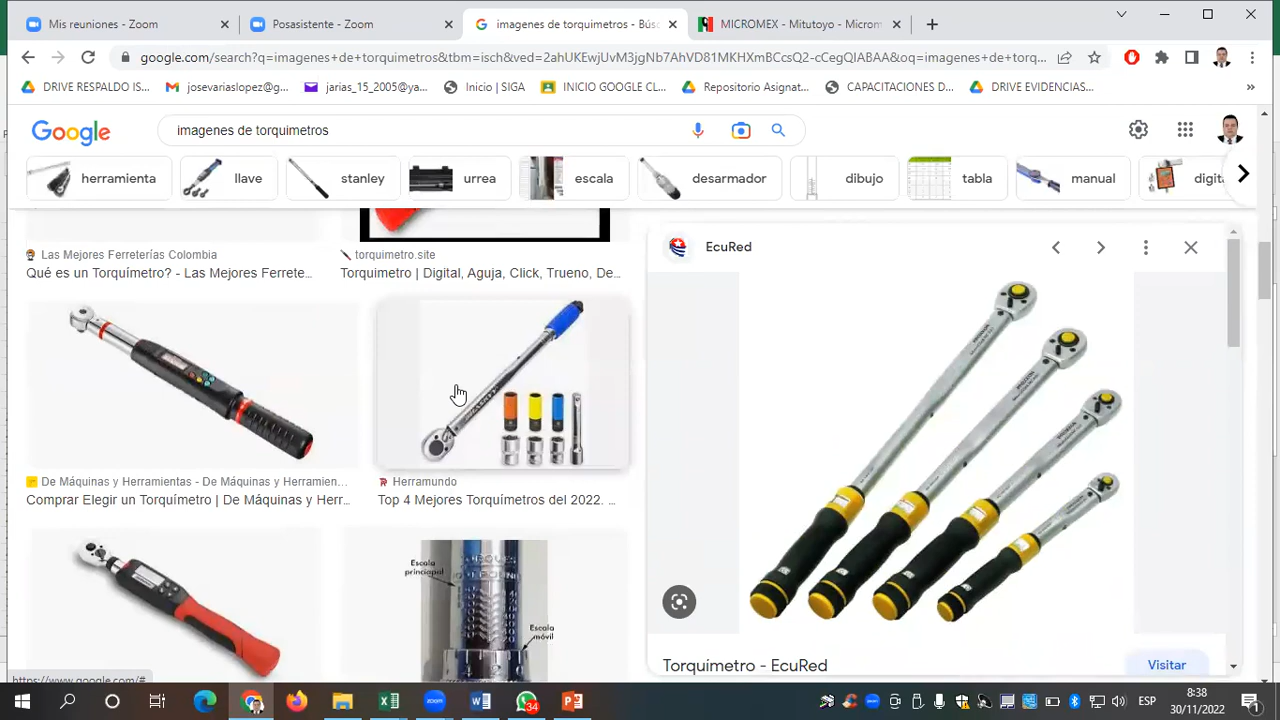 Mis reuniones - Zoom
Posasistente - Zoom
imagenes de torquimetros - Bús
MICROMEX - Mitutoyo - Microm
google.com/search?q=imagenes+de+torquimetros&tbm=isch&ved=2ahUKEwjUvM3jgNb7AhVD81MKHXmBCcQQ2-cCegQIABAA&oq=imagenes+de+torq...
DRIVE RESPALDO IS...
josevariaslopez@g...
jarias_15_2005@ya...
Inicio | SIGA
INICIO GOOGLE CL...
Repositorio Asignat...
CAPACITACIONES D...
DRIVE EVIDENCIAS...
Google
imagenes de torquimetros
herramienta
llave
stanley
urrea
escala
desarmador
dibujo
tabla
manual
digita
Las Mejores Ferreterías Colombia
Qué es un Torquímetro? - Las Mejores Ferrete...
torquimetro.site
Torquimetro | Digital, Aguja, Click, Trueno, De...
EcuRed
De Máquinas y Herramientas - De Máquinas y Herramien...
Comprar Elegir un Torquímetro | De Máquinas y Herr...
Herramundo
Top 4 Mejores Torquímetros del 2022. ...
Escala
princiapal
Escala
móvil
Torquímetro - EcuRed
Visitar
https://www.google.com/#
34
ESP
8:38
30/11/2022
1